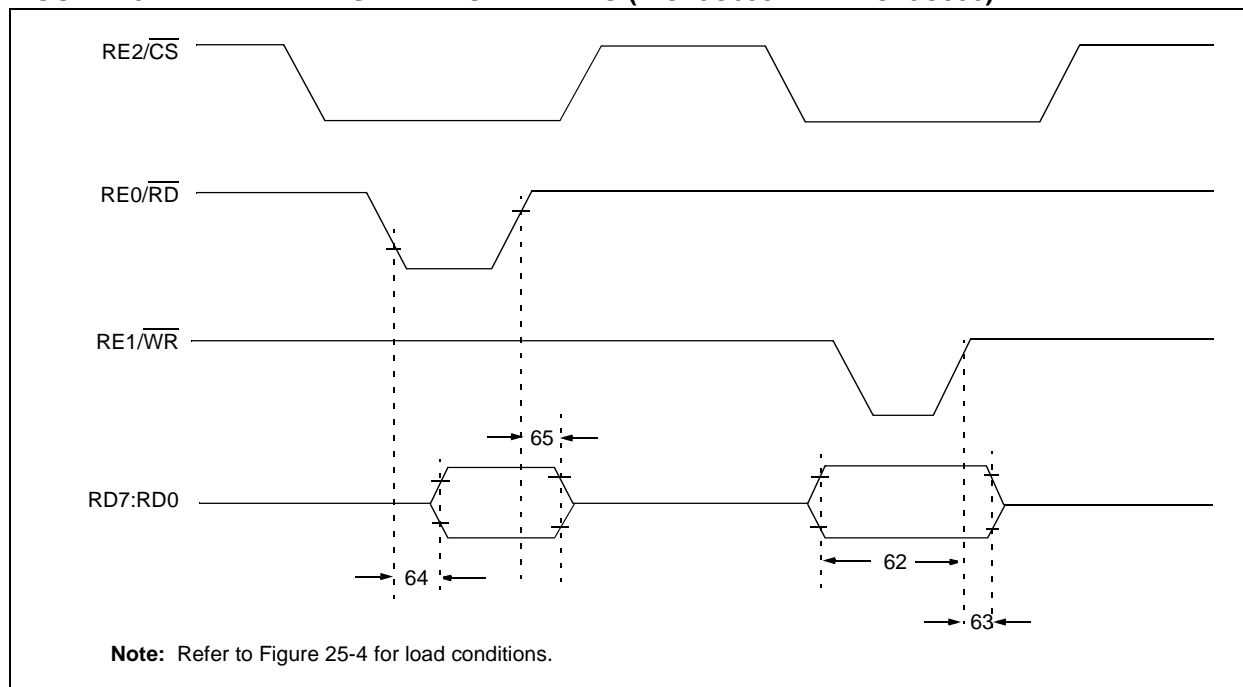 RE2/CS
RE0/RD
RE1/WR
65
RD7:RD0
64
62
63
Note: Refer to Figure 25-4 for load conditions.